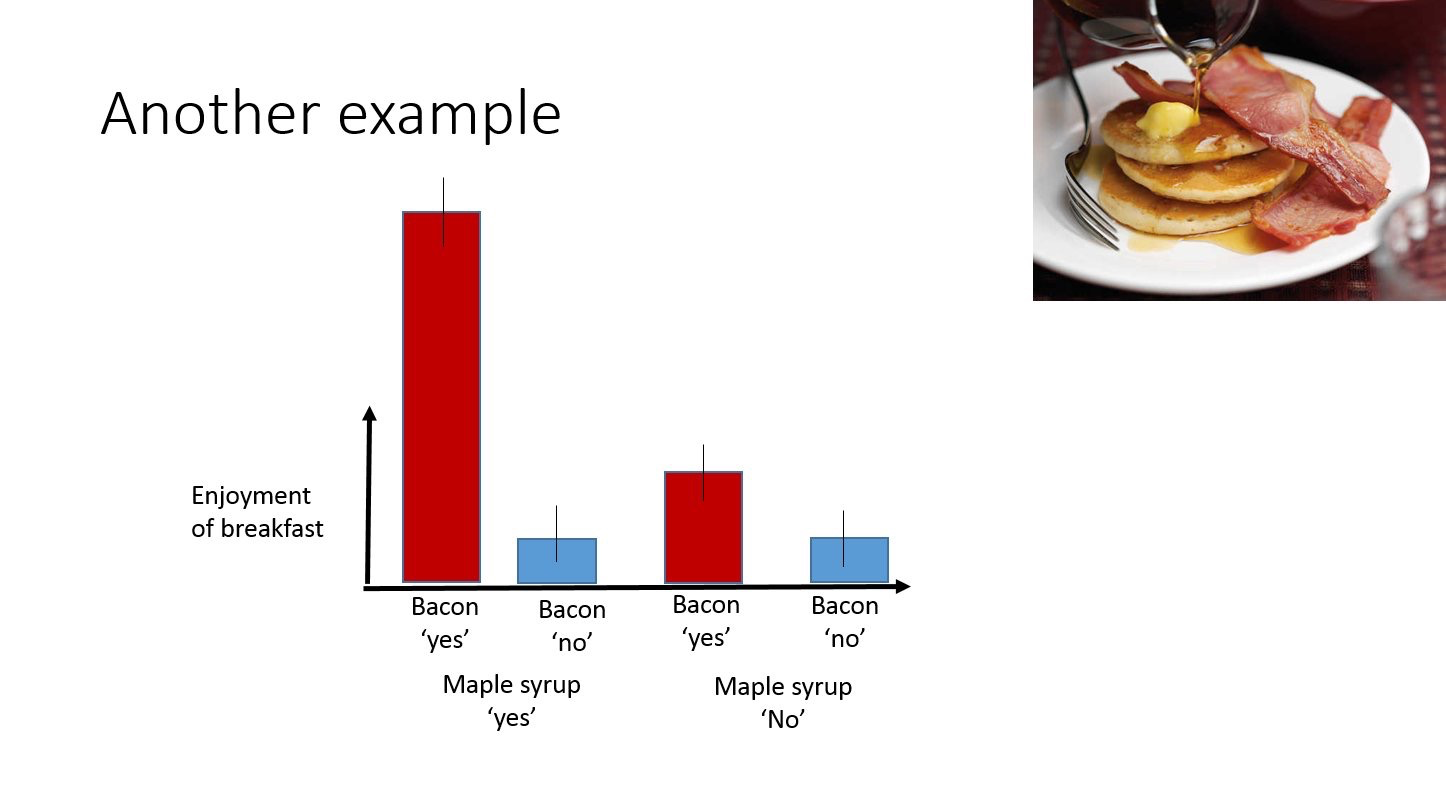 Another example
Enjoyment
of breakfast
Bacon
‘yes’
Bacon
‘no’
Bacon
‘yes’
Bacon
‘no’
Maple syrup
‘yes’
Maple syrup
‘No’